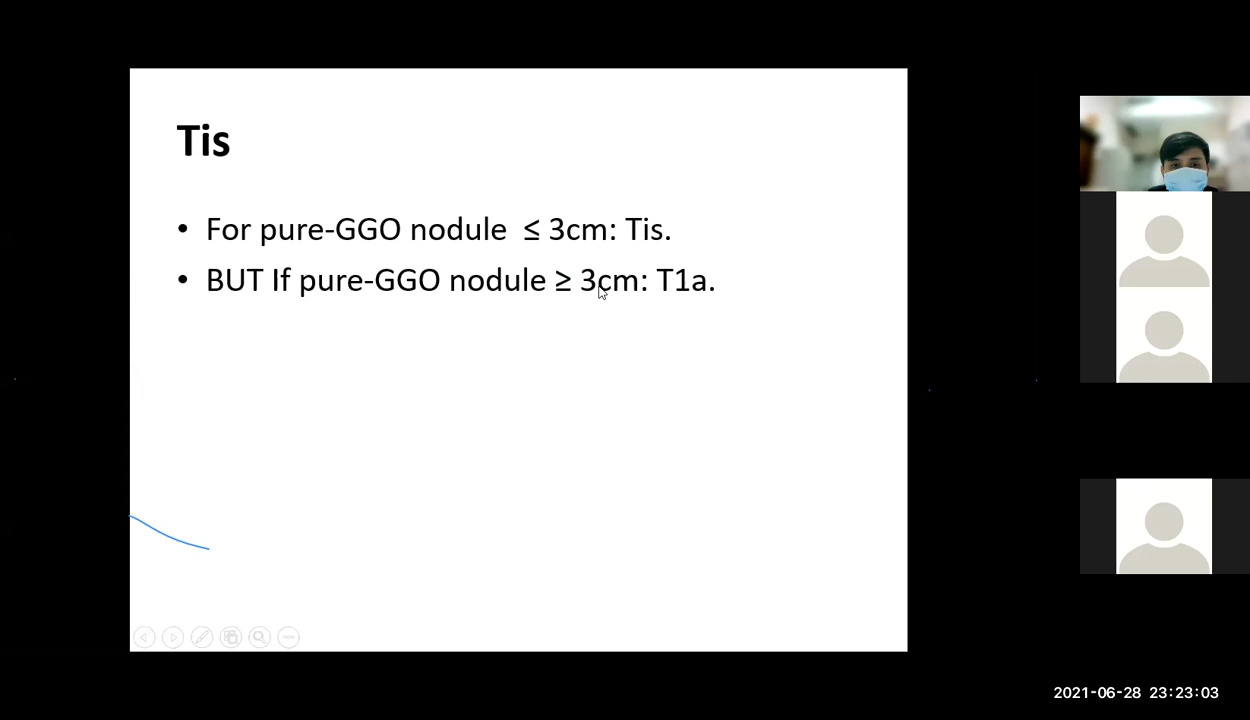 Tis
• For pure-GGO nodule ≤ 3cm: Tis.
• BUT If pure-GGO nodule ≥ 3cm: T1a.
2021-06-28 23:23:03